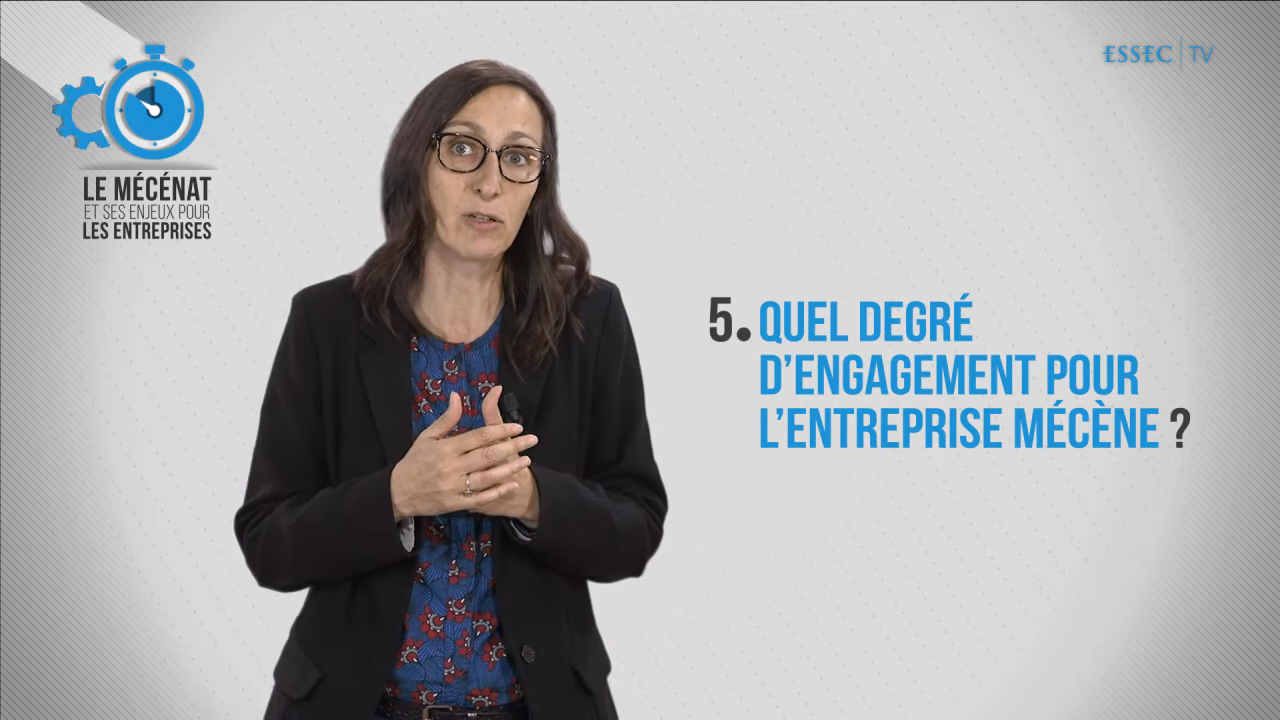 ESSEC TV
LE MÉCÉNAT
ET SES ENJEUX POUR
LES ENTREPRISES
5. QUEL DEGRÉ
D'ENGAGEMENT POUR
L'ENTREPRISE MÉCÈNE ?